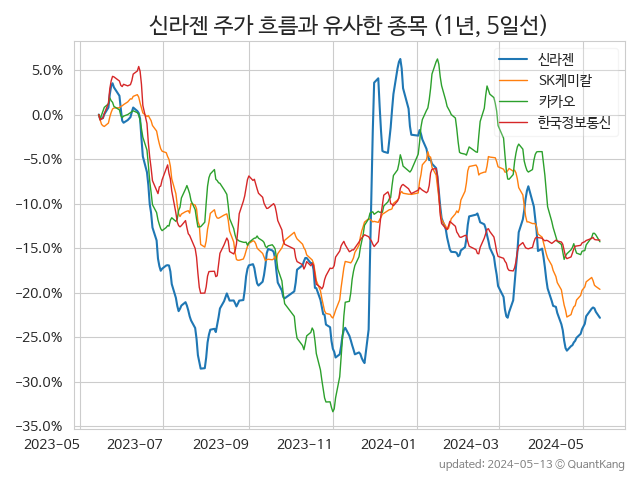 신라젠 주가 흐름과 유사한 종목 (1년, 5일선)
신라젠
SK케미칼
카카오
한국정보통신
5.0%
0.0%
−5.0%
−10.0%
−15.0%
−20.0%
−25.0%
−30.0%
−35.0%
2023-05 2023-07 2023-09 2023-11 2024-01 2024-03 2024-05
updated: 2024-05-13 © QuantKang